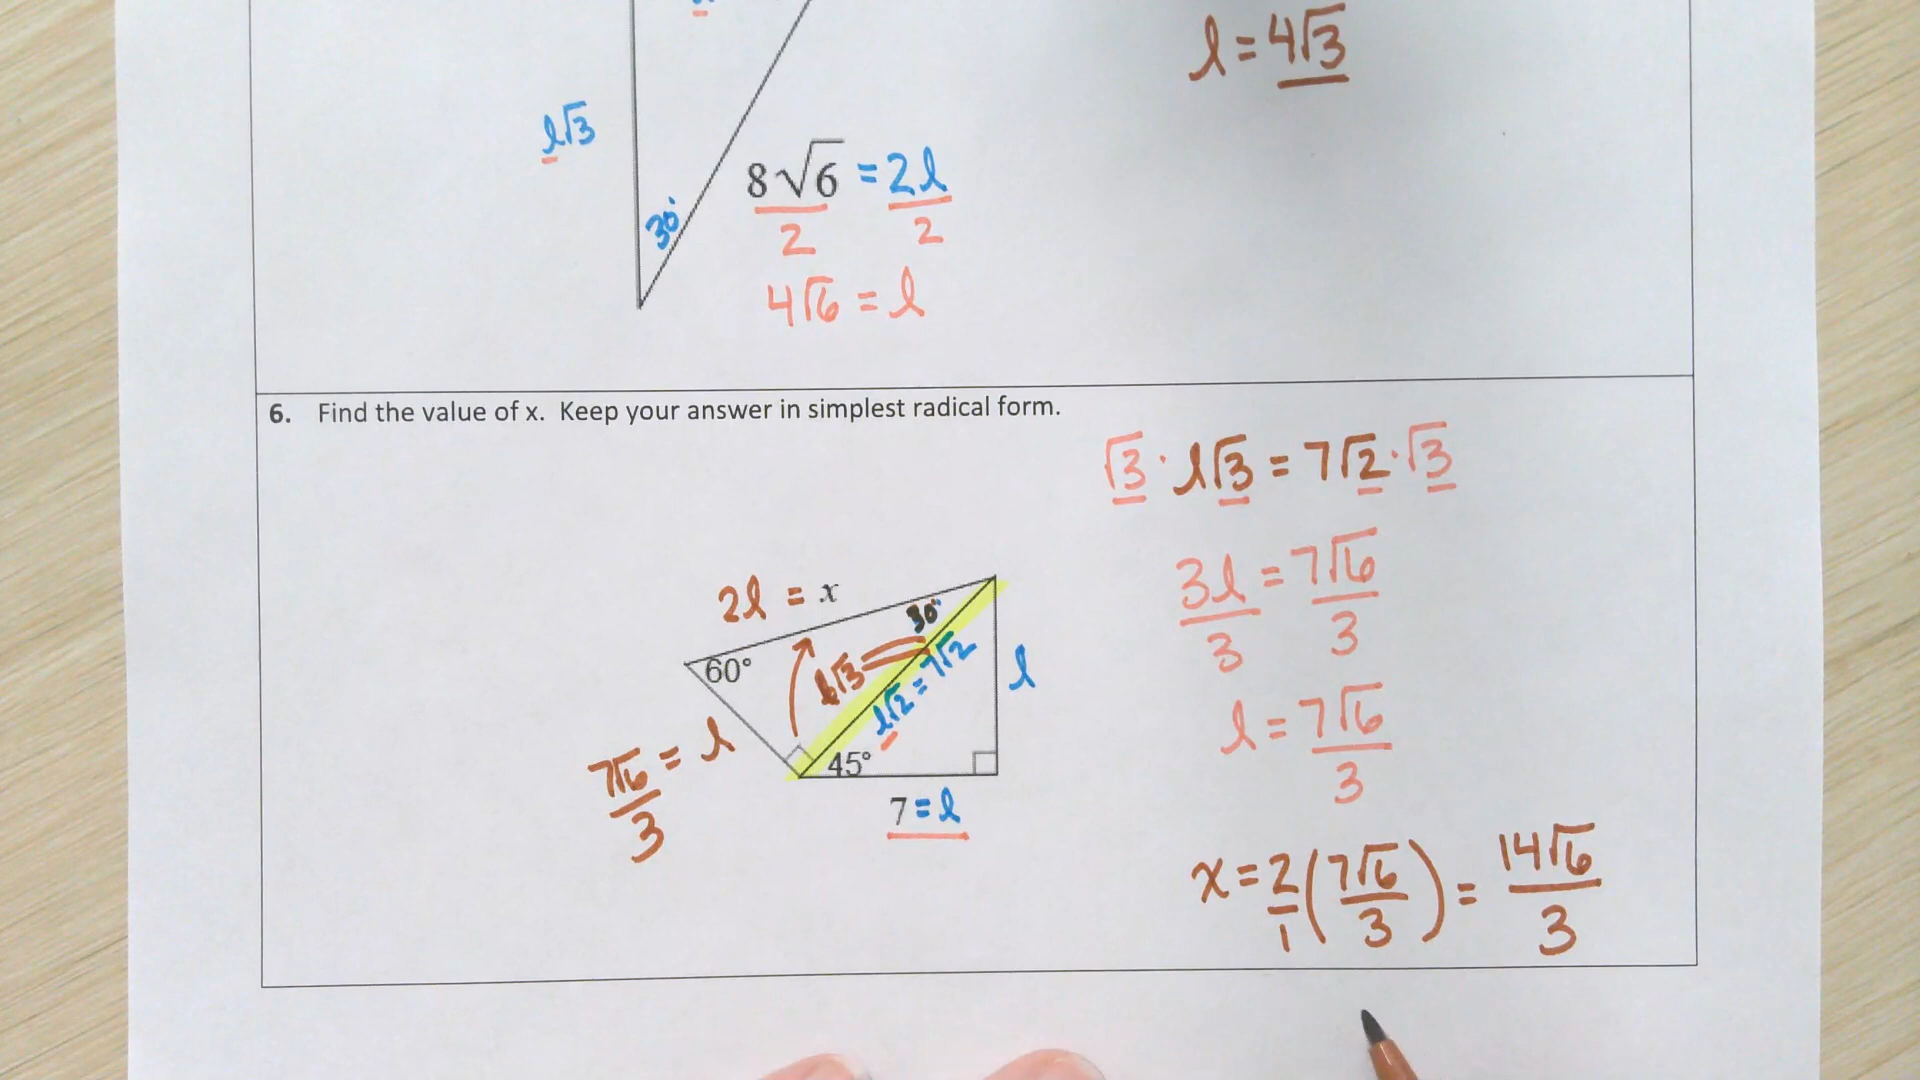 l = 4√3
l√3
8√6 = 2l
2 2
30°
4√6 = l
6. Find the value of x. Keep your answer in simplest radical form.
√3 · l√3 = 7√2 · √3
3l = 7√6
3 3
2l = x
30°
60°
l√3
l√2 = 7√2
l
l = 7√6
3
7√6 = l
3
45°
7 = l
x = 2/1 (7√6/3) = 14√6/3